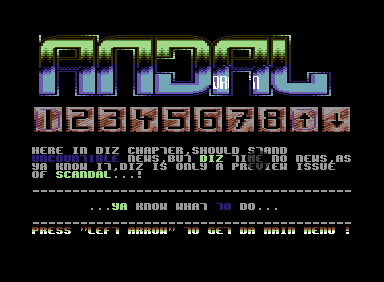 1 2 3 4 5 6 7 8 ↑ ↓
HERE IN DIZ CHAPTER,SHOULD STAND
UNCOUNTIBLE NEWS,BUT DIZ TIME NO NEWS,AS
YA KNOW IT,DIZ IS ONLY A PREVIEW ISSUE
OF SCANDAL...!
...YA KNOW WHAT TO DO...
PRESS "LEFT ARROW" TO GET DA MAIN MENU !